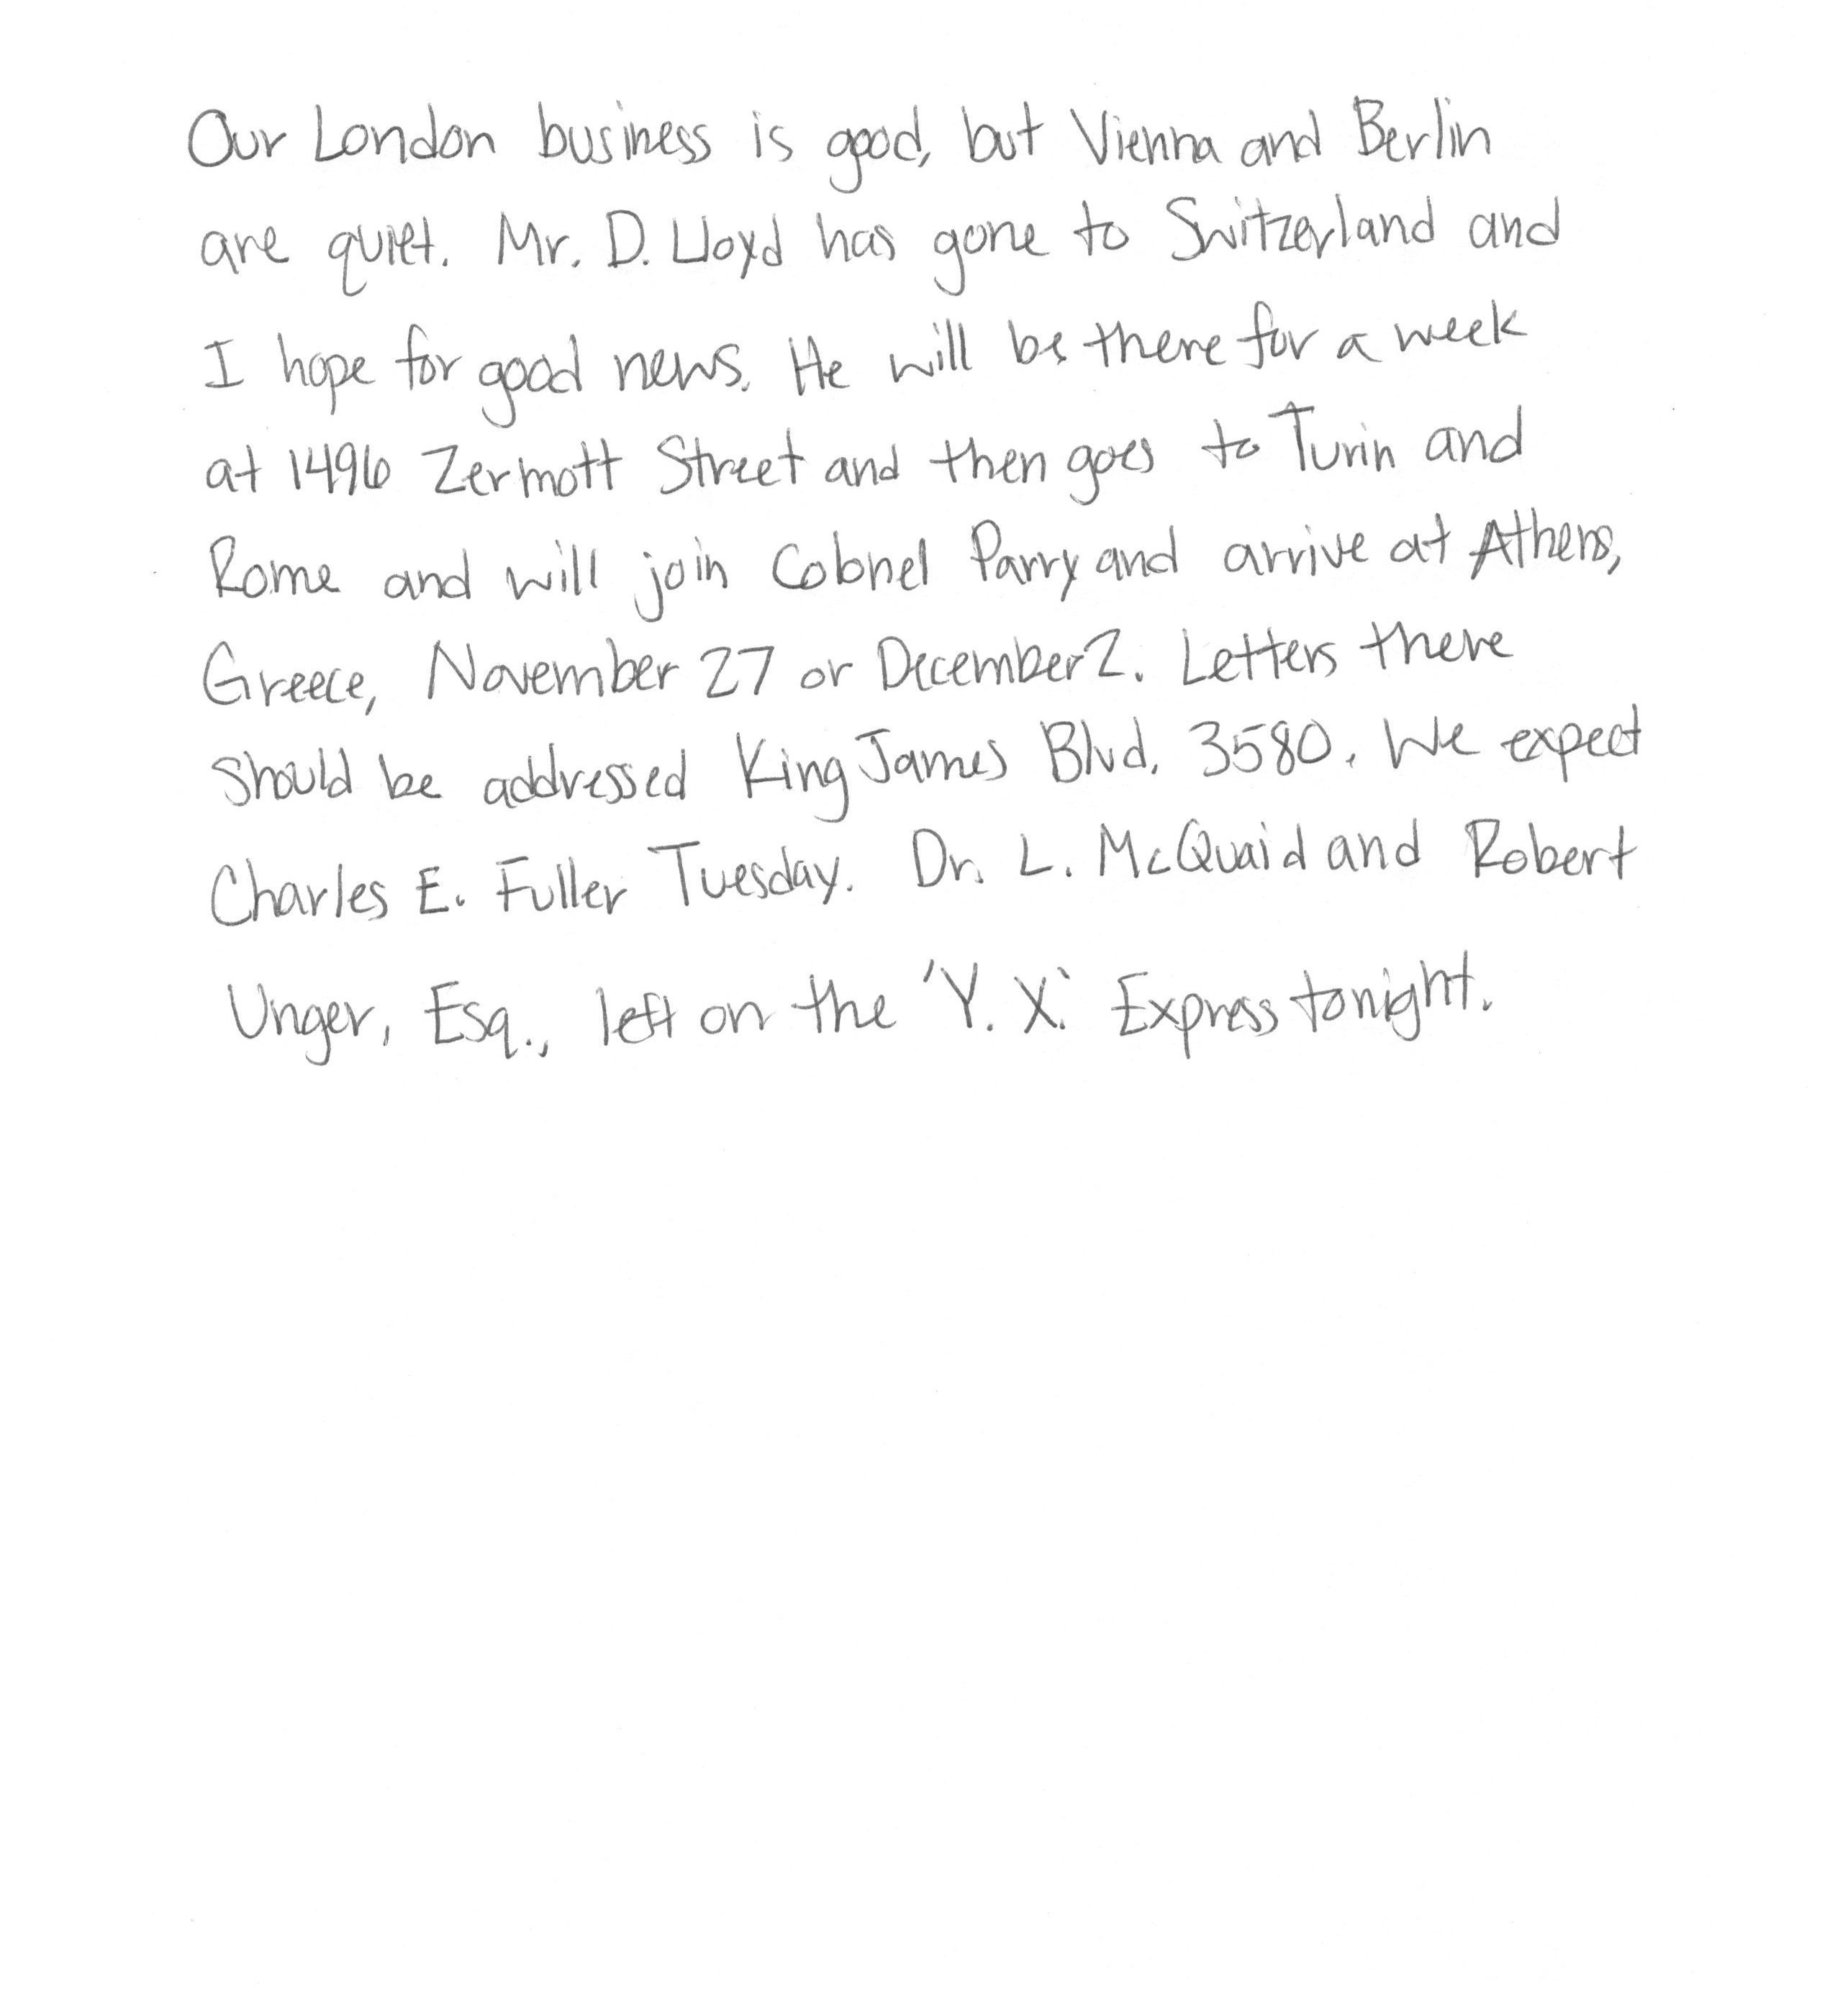 Our London business is good, but Vienna and Berlin
are quiet. Mr. D. Lloyd has gone to Switzerland and
I hope for good news. He will be there for a week
at 1496 Zermott Street and then goes to Turin and
Rome and will join Colonel Parry and arrive at Athens,
Greece, November 27 or December 2. Letters there
should be addressed King James Blvd. 3580. We expect
Charles E. Fuller Tuesday. Dr. L. McQuaid and Robert
Unger, Esq., left on the 'Y. X.' Express tonight.